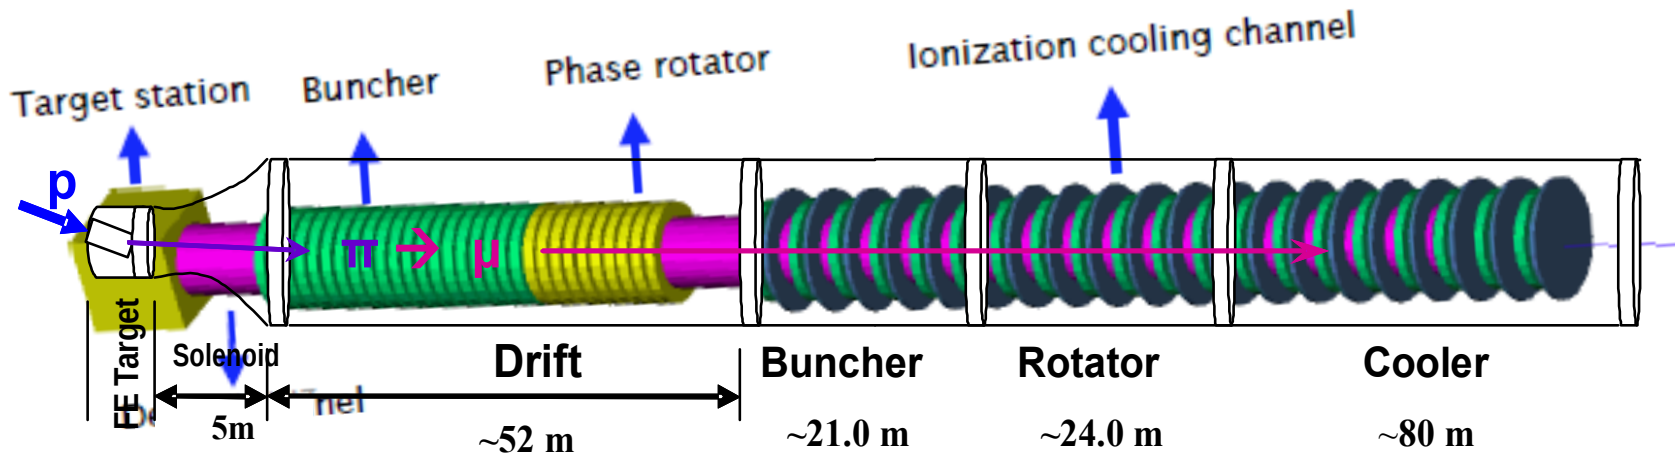 Target station
Buncher
Phase rotator
Ionization cooling channel
p
π → μ
FE Target
Solenoid
Drift
Buncher
Rotator
Cooler
5m
~52 m
~21.0 m
~24.0 m
~80 m